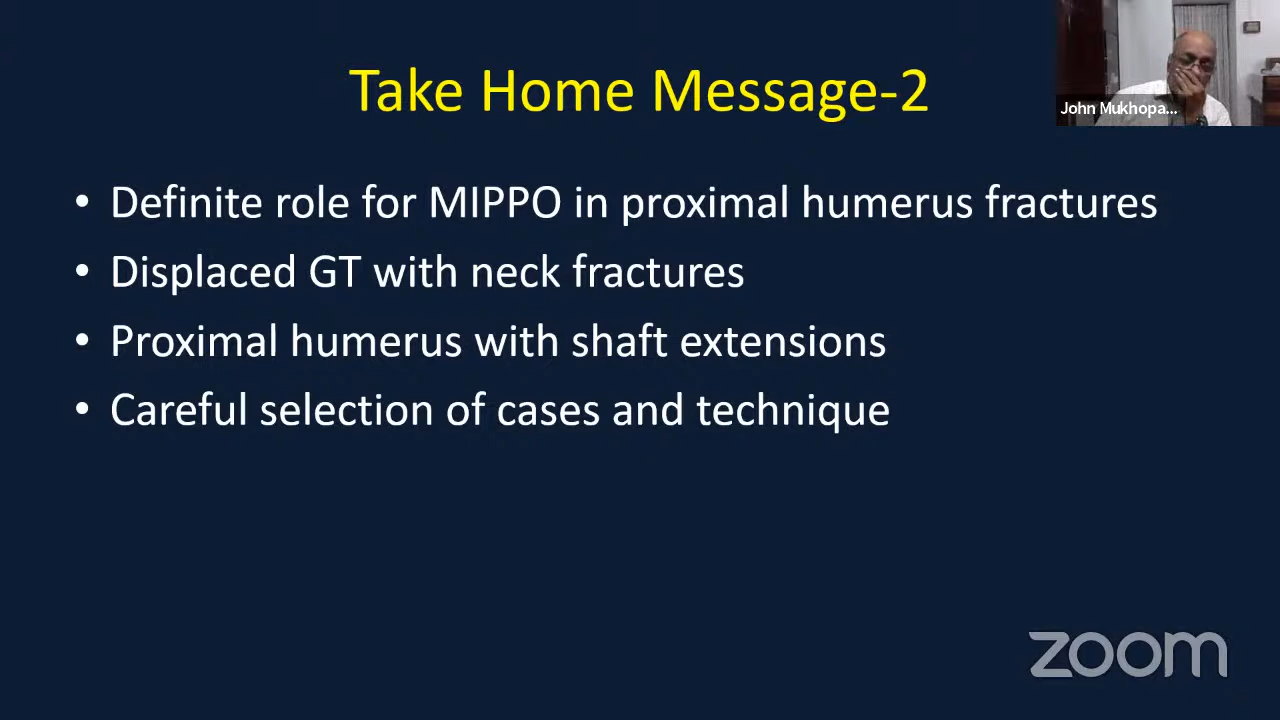 Take Home Message-2
John Mukhopa...
• Definite role for MIPPO in proximal humerus fractures
• Displaced GT with neck fractures
• Proximal humerus with shaft extensions
• Careful selection of cases and technique
zoom